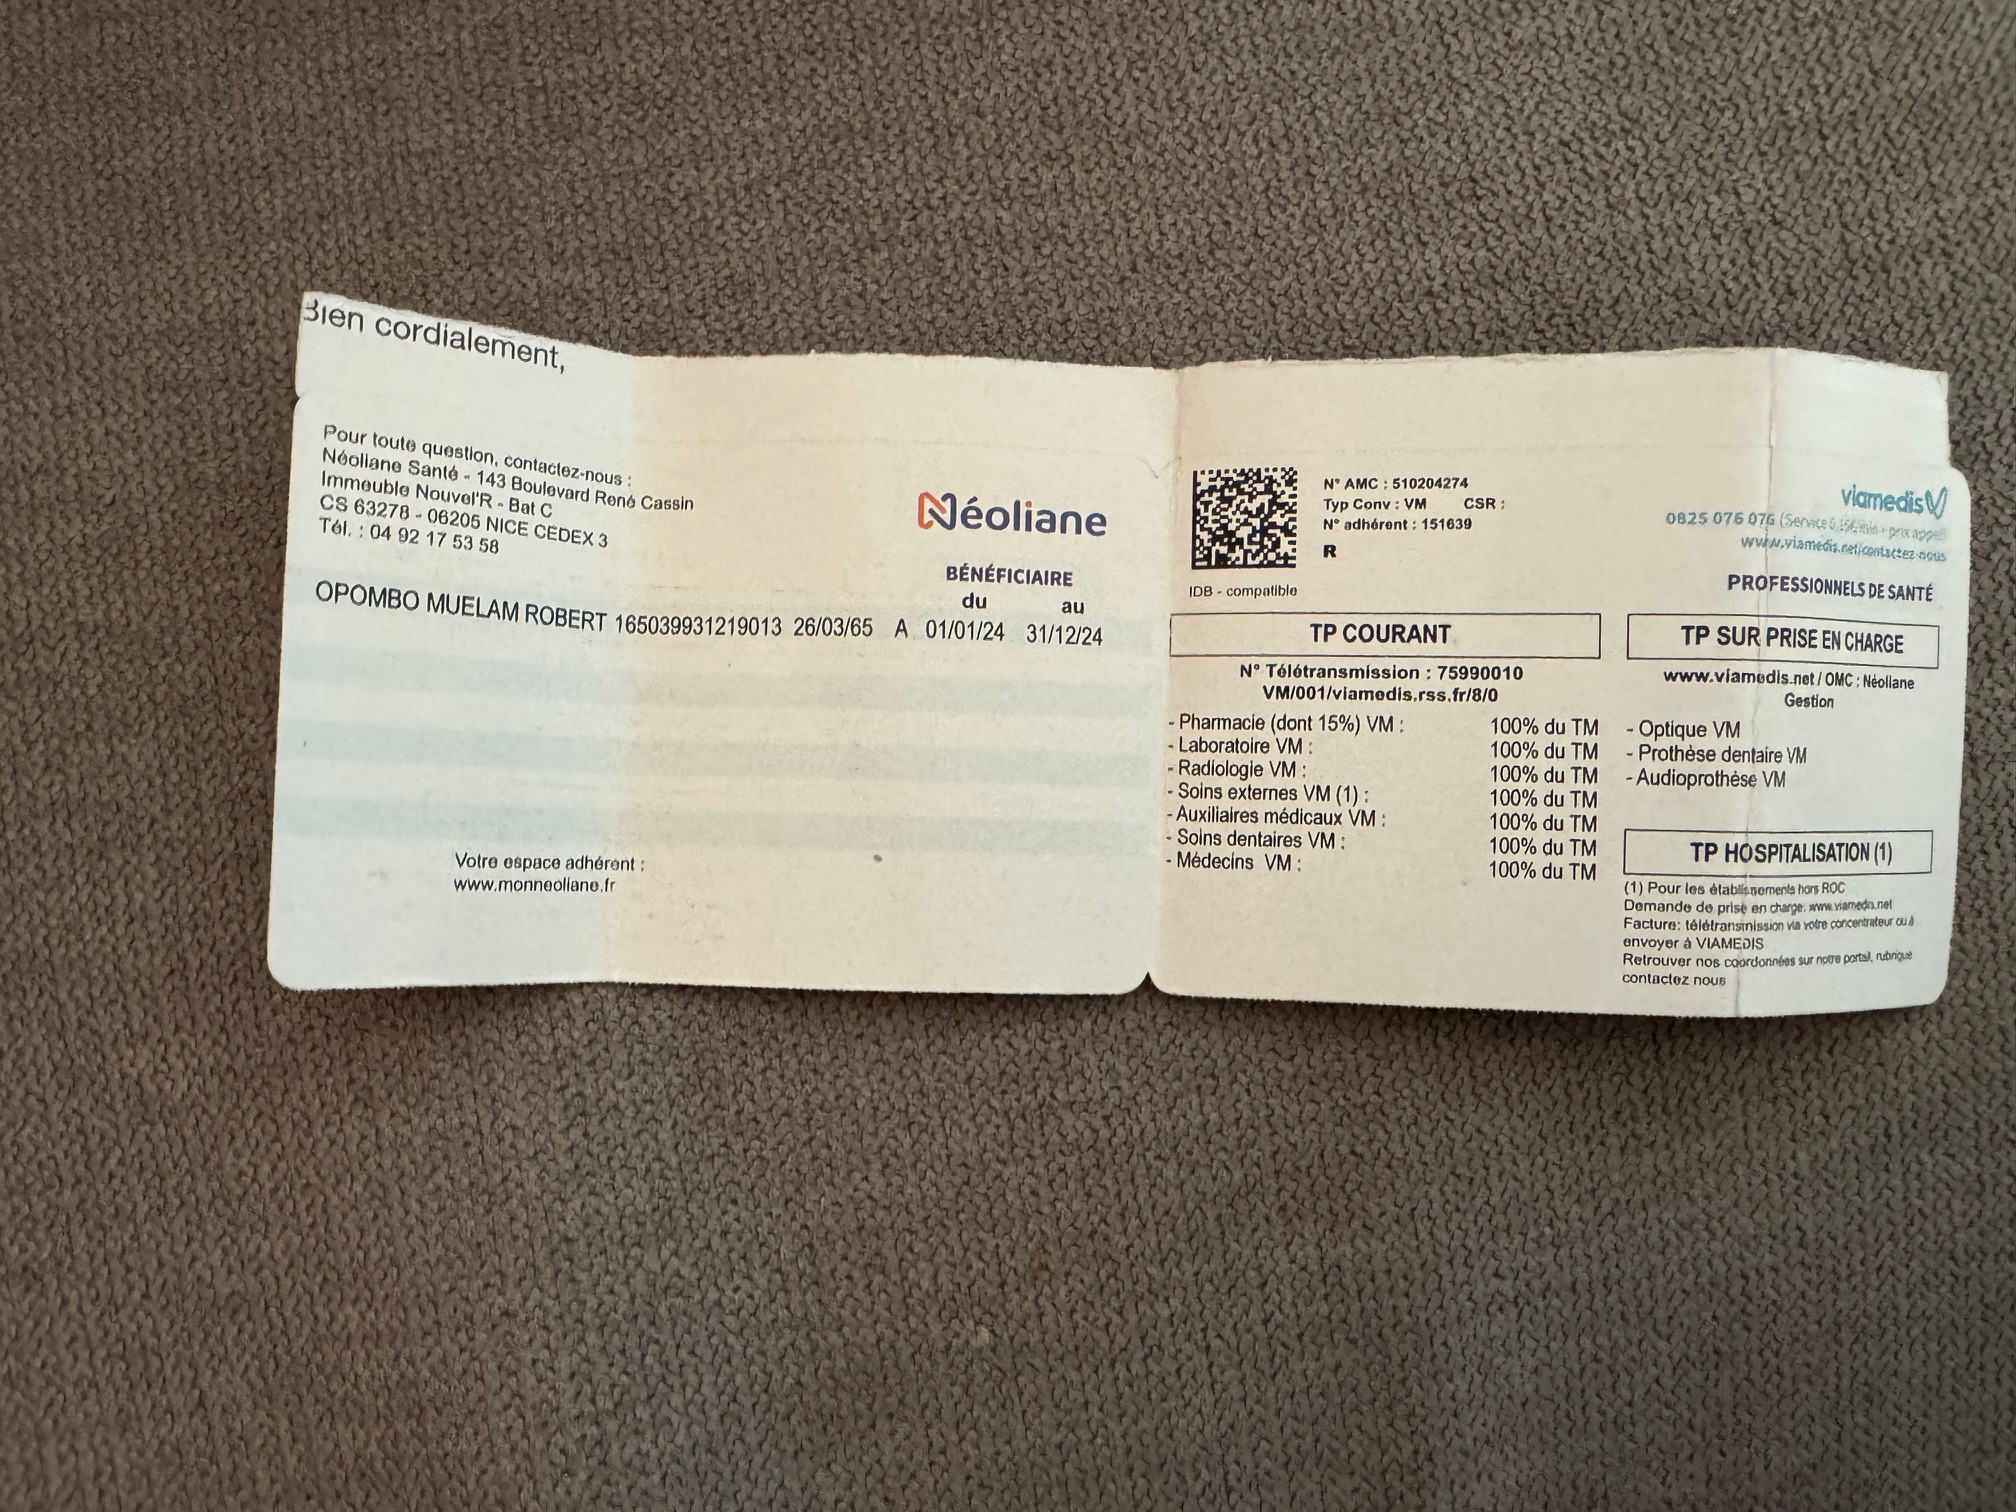 Bien cordialement,
Pour toute question, contactez-nous :
Néoliane Santé - 143 Boulevard René Cassin
Immeuble Nouvel'R - Bat C
CS 63278 - 06205 NICE CEDEX 3
Tél. : 04 92 17 53 58
Néoliane
BÉNÉFICIAIRE
du au
OPOMBO MUELAM ROBERT 165039931219013 26/03/65 A 01/01/24 31/12/24
Votre espace adhérent :
www.monneoliane.fr
N° AMC : 510204274
Typ Conv : VM CSR :
N° adhérent : 151639
R
IDB - compatible
viamedis
0825 076 076 (Service 0,15€/min + prix appel)
www.viamedis.net/contactez-nous
PROFESSIONNELS DE SANTÉ
TP COURANT
N° Télétransmission : 75990010
VM/001/viamedis.rss.fr/8/0
- Pharmacie (dont 15%) VM : 100% du TM
- Laboratoire VM : 100% du TM
- Radiologie VM : 100% du TM
- Soins externes VM (1) : 100% du TM
- Auxiliaires médicaux VM : 100% du TM
- Soins dentaires VM : 100% du TM
- Médecins VM : 100% du TM
TP SUR PRISE EN CHARGE
www.viamedis.net / OMC : Néoliane
Gestion
- Optique VM
- Prothèse dentaire VM
- Audioprothèse VM
TP HOSPITALISATION (1)
(1) Pour les établissements hors ROC
Demande de prise en charge: www.viamedis.net
Facture: télétransmission via votre concentrateur ou à
envoyer à VIAMEDIS
Retrouver nos coordonnées sur notre portail, rubrique
contactez nous